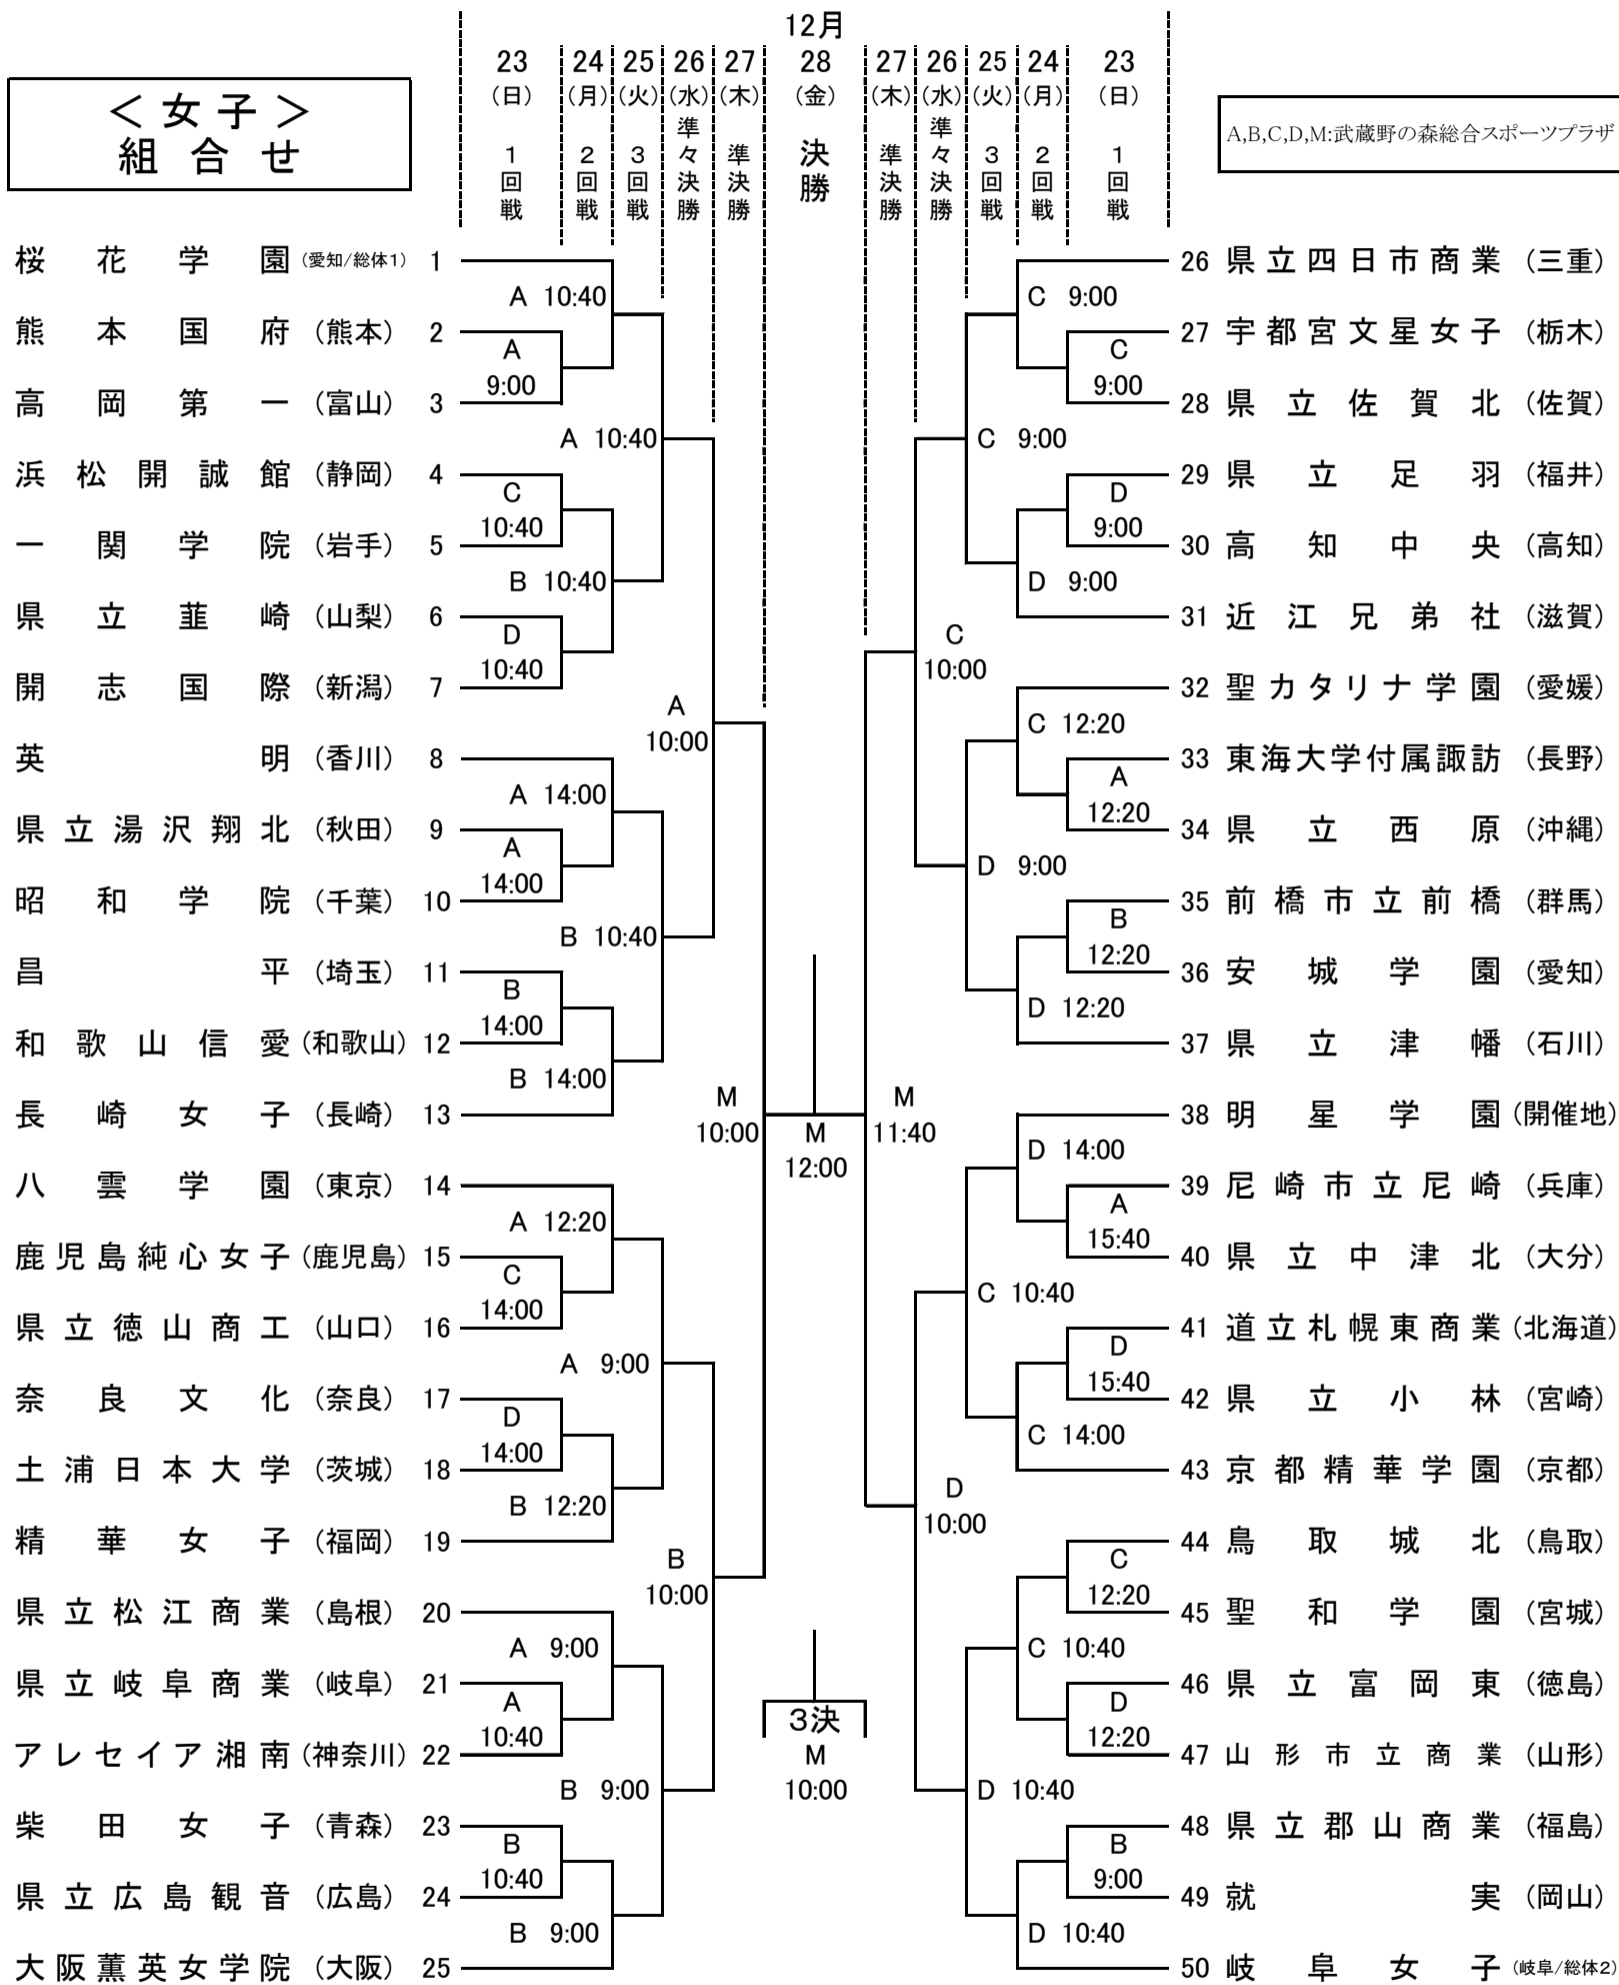 12月
23 24 25 26 27 28 27 26 25 24 23
(日) (月) (火) (水) (木) (金) (木) (水) (火) (月) (日)
1回戦 2回戦 3回戦 準々決勝 準決勝 決勝 準決勝 準々決勝 3回戦 2回戦 1回戦
＜女子＞
組合せ
A,B,C,D,M:武蔵野の森総合スポーツプラザ
桜花学園 (愛知/総体1) 1
A 10:40
熊本国府 (熊本) 2
A
9:00
高岡第一 (富山) 3
A 10:40
浜松開誠館 (静岡) 4
C
10:40
一関学院 (岩手) 5
B 10:40
県立韮崎 (山梨) 6
D
10:40
開志国際 (新潟) 7
A
10:00
英明 (香川) 8
A 14:00
県立湯沢翔北 (秋田) 9
A
14:00
昭和学院 (千葉) 10
B 10:40
昌平 (埼玉) 11
B
14:00
和歌山信愛 (和歌山) 12
B 14:00
長崎女子 (長崎) 13
M
10:00
八雲学園 (東京) 14
A 12:20
鹿児島純心女子 (鹿児島) 15
C
14:00
県立徳山商工 (山口) 16
A 9:00
奈良文化 (奈良) 17
D
14:00
土浦日本大学 (茨城) 18
B 12:20
精華女子 (福岡) 19
B
10:00
県立松江商業 (島根) 20
A 9:00
県立岐阜商業 (岐阜) 21
A
10:40
アレセイア湘南 (神奈川) 22
B 9:00
柴田女子 (青森) 23
B
10:40
県立広島観音 (広島) 24
B 9:00
大阪薫英女学院 (大阪) 25
M
12:00
3決
M
10:00
26 県立四日市商業 (三重)
C 9:00
27 宇都宮文星女子 (栃木)
C
9:00
28 県立佐賀北 (佐賀)
C 9:00
29 県立足羽 (福井)
D
9:00
30 高知中央 (高知)
D 9:00
31 近江兄弟社 (滋賀)
C
10:00
32 聖カタリナ学園 (愛媛)
C 12:20
33 東海大学付属諏訪 (長野)
A
12:20
34 県立西原 (沖縄)
D 9:00
35 前橋市立前橋 (群馬)
B
12:20
36 安城学園 (愛知)
D 12:20
37 県立津幡 (石川)
M
11:40
38 明星学園 (開催地)
D 14:00
39 尼崎市立尼崎 (兵庫)
A
15:40
40 県立中津北 (大分)
C 10:40
41 道立札幌東商業 (北海道)
D
15:40
42 県立小林 (宮崎)
C 14:00
43 京都精華学園 (京都)
D
10:00
44 鳥取城北 (鳥取)
C
12:20
45 聖和学園 (宮城)
C 10:40
46 県立富岡東 (徳島)
D
12:20
47 山形市立商業 (山形)
D 10:40
48 県立郡山商業 (福島)
B
9:00
49 就実 (岡山)
D 10:40
50 岐阜女子 (岐阜/総体2)